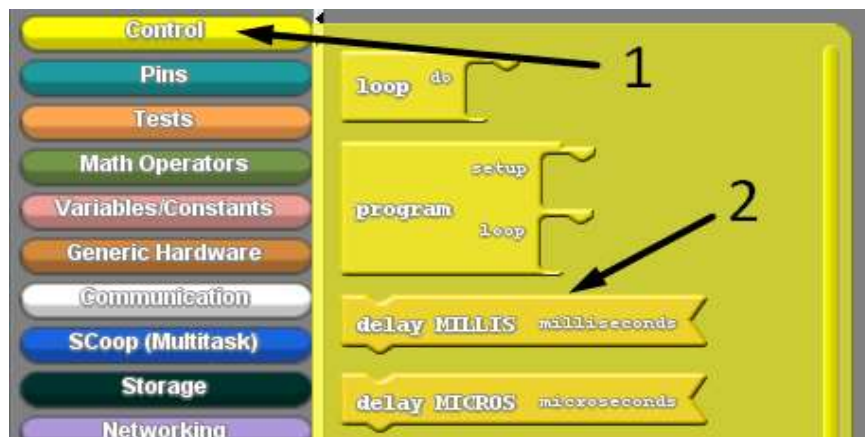 Control
Pins
Tests
Math Operators
Variables/Constants
Generic Hardware
Communication
SCoop (Multitask)
Storage
Networking
1
loop do
setup
program
loop
2
delay MILLIS milliseconds
delay MICROS microseconds